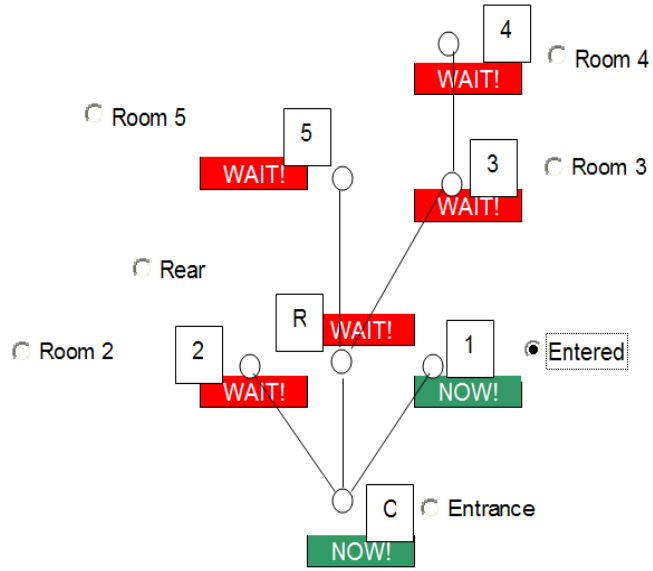 4
Room 4
WAIT!
Room 5
5
WAIT!
3
Room 3
WAIT!
Rear
R
WAIT!
Room 2
2
WAIT!
1
Entered
NOW!
C
Entrance
NOW!